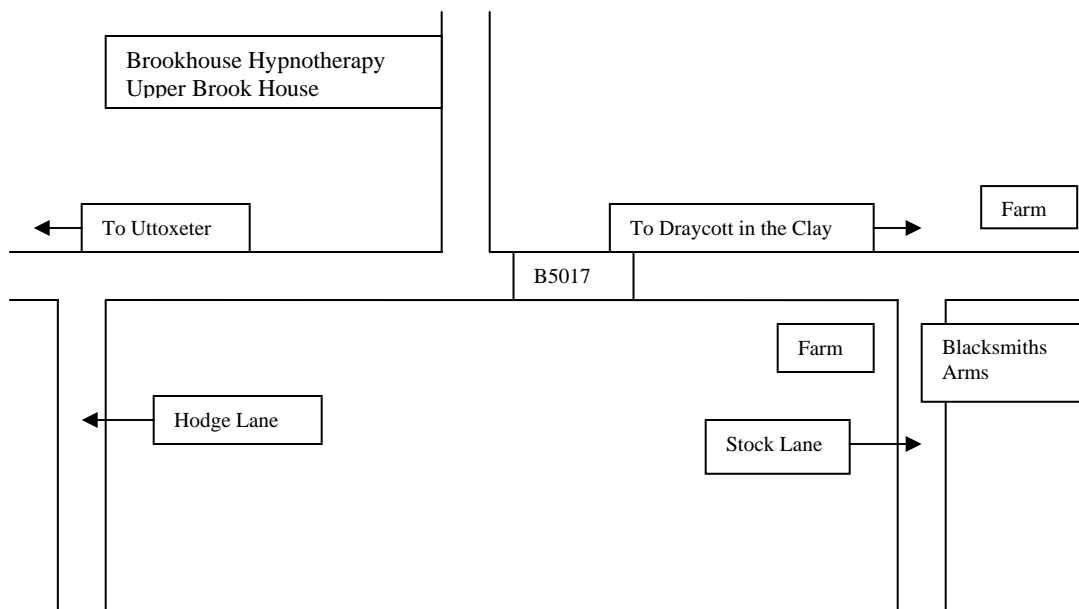 Brookhouse Hypnotherapy
Upper Brook House
Farm
To Uttoxeter
To Draycott in the Clay
B5017
Farm
Blacksmiths
Arms
Hodge Lane
Stock Lane